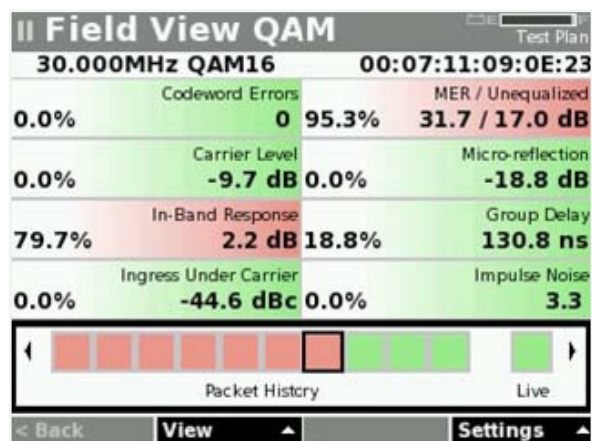 Field View QAM
E F
Test Plan
30.000MHz QAM16 00:07:11:09:0E:23
Codeword Errors
0.0% 0
MER / Unequalized
95.3% 31.7 / 17.0 dB
Carrier Level
0.0% -9.7 dB
Micro-reflection
0.0% -18.8 dB
In-Band Response
79.7% 2.2 dB
Group Delay
18.8% 130.8 ns
Ingress Under Carrier
0.0% -44.6 dBc
Impulse Noise
0.0% 3.3
Packet History
Live
< Back View Settings